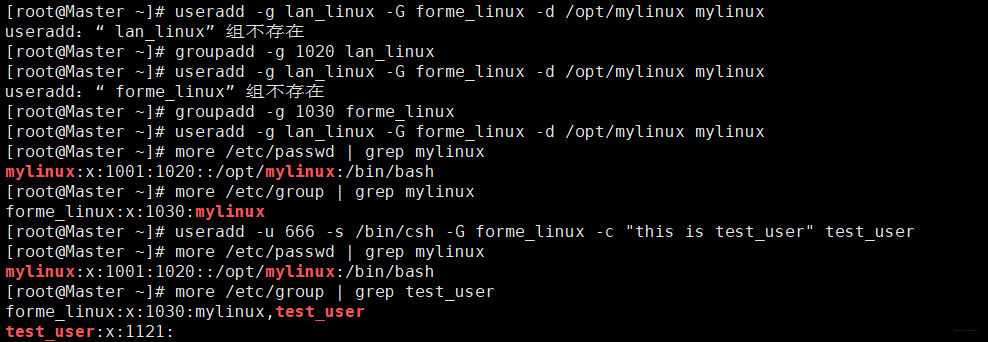 [root@Master ~]# useradd -g lan_linux -G forme_linux -d /opt/mylinux mylinux
useradd：“ lan_linux” 组不存在
[root@Master ~]# groupadd -g 1020 lan_linux
[root@Master ~]# useradd -g lan_linux -G forme_linux -d /opt/mylinux mylinux
useradd：“ forme_linux” 组不存在
[root@Master ~]# groupadd -g 1030 forme_linux
[root@Master ~]# useradd -g lan_linux -G forme_linux -d /opt/mylinux mylinux
[root@Master ~]# more /etc/passwd | grep mylinux
mylinux:x:1001:1020::/opt/mylinux:/bin/bash
[root@Master ~]# more /etc/group | grep mylinux
forme_linux:x:1030:mylinux
[root@Master ~]# useradd -u 666 -s /bin/csh -G forme_linux -c "this is test_user" test_user
[root@Master ~]# more /etc/passwd | grep mylinux
mylinux:x:1001:1020::/opt/mylinux:/bin/bash
[root@Master ~]# more /etc/group | grep test_user
forme_linux:x:1030:mylinux,test_user
test_user:x:1121: